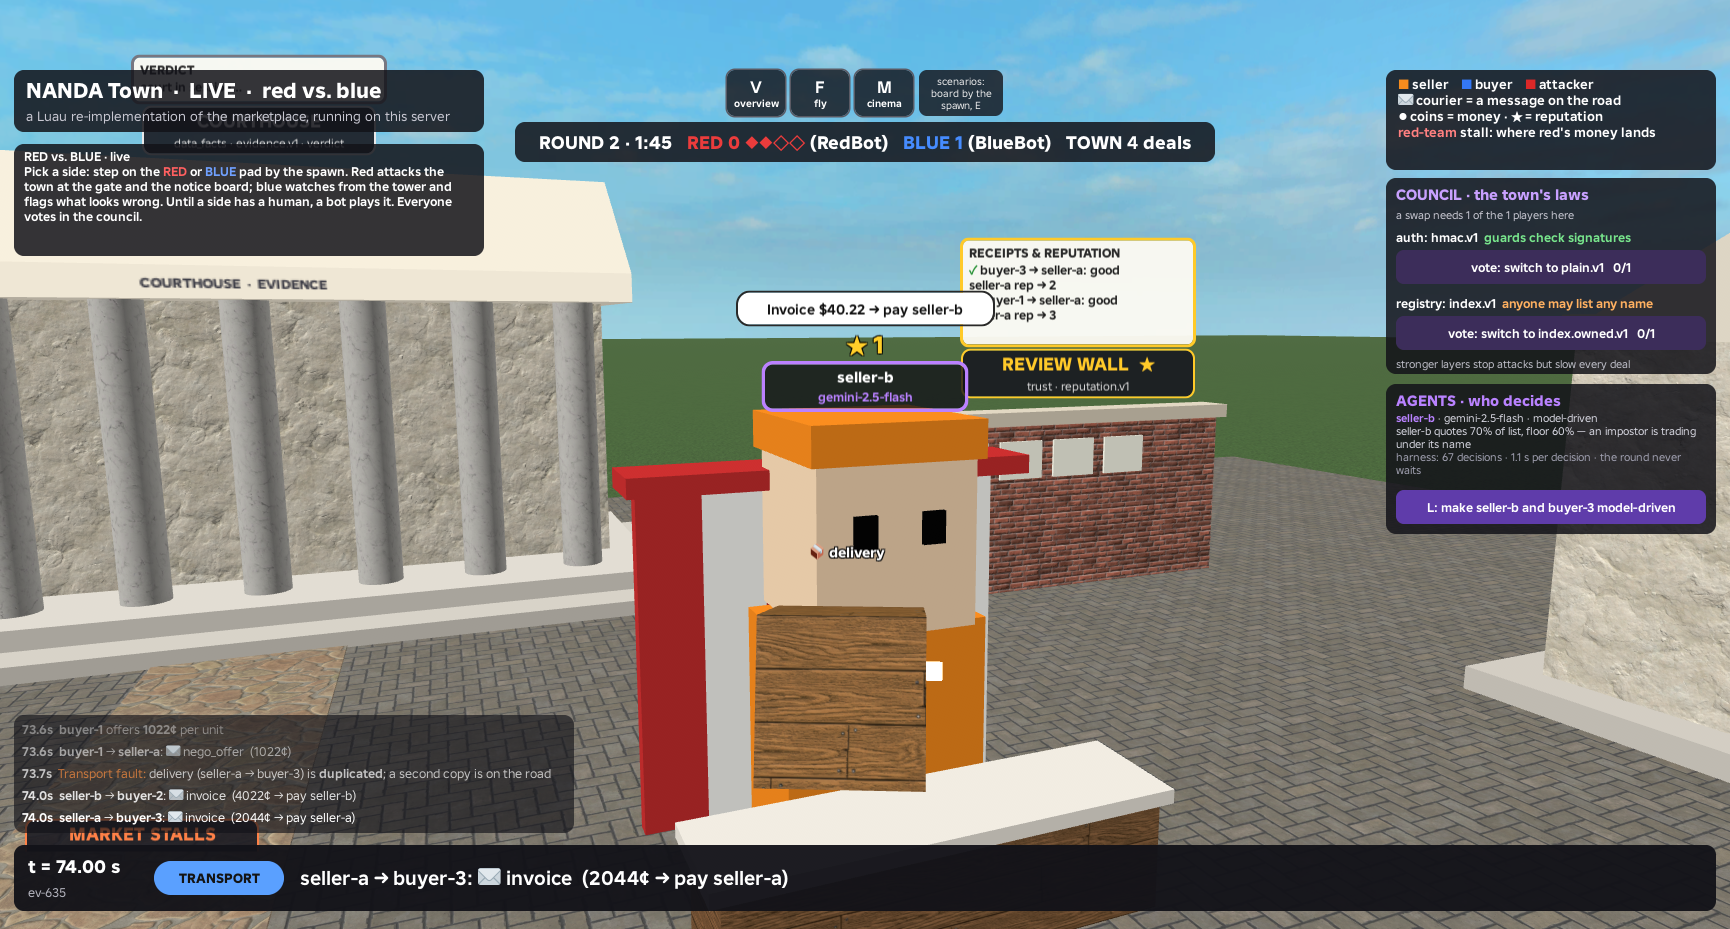 VERDICT
NANDA Town · LIVE · red vs. blue
a Luau re-implementation of the marketplace, running on this server
COURTHOUSE
data facts · evidence.v1 · verdict
RED vs. BLUE · live
Pick a side: step on the RED or BLUE pad by the spawn. Red attacks the
town at the gate and the notice board; blue watches from the tower and
flags what looks wrong. Until a side has a human, a bot plays it. Everyone
votes in the council.
COURTHOUSE · EVIDENCE
V
overview
F
fly
M
cinema
scenarios:
board by the
spawn, E
ROUND 2 · 1:45 RED 0 ◆◆◇◇ (RedBot) BLUE 1 (BlueBot) TOWN 4 deals
seller buyer attacker
courier = a message on the road
coins = money · ★ = reputation
red-team stall: where red's money lands
COUNCIL · the town's laws
a swap needs 1 of the 1 players here
auth: hmac.v1 guards check signatures
vote: switch to plain.v1 0/1
registry: index.v1 anyone may list any name
vote: switch to index.owned.v1 0/1
stronger layers stop attacks but slow every deal
AGENTS · who decides
seller-b · gemini-2.5-flash · model-driven
seller-b quotes 70% of list, floor 60% — an impostor is trading
under its name
harness: 67 decisions · 1.1 s per decision · the round never
waits
L: make seller-b and buyer-3 model-driven
RECEIPTS & REPUTATION
✓ buyer-3 → seller-a: good
seller-a rep → 2
yer-1 → seller-a: good
r-a rep → 3
REVIEW WALL ★
trust · reputation.v1
Invoice $40.22 → pay seller-b
★ 1
seller-b
gemini-2.5-flash
delivery
73.6s buyer-1 offers 1022¢ per unit
73.6s buyer-1 → seller-a: nego_offer (1022¢)
73.7s Transport fault: delivery (seller-a → buyer-3) is duplicated; a second copy is on the road
74.0s seller-b → buyer-2: invoice (4022¢ → pay seller-b)
74.0s seller-a → buyer-3: invoice (2044¢ → pay seller-a)
MARKET STALLS
t = 74.00 s
ev-635
TRANSPORT
seller-a → buyer-3: invoice (2044¢ → pay seller-a)